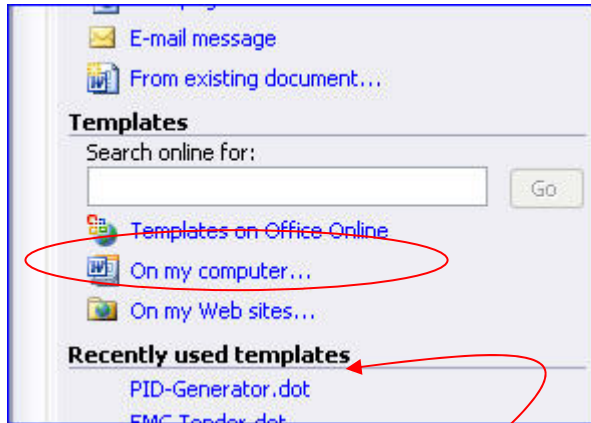 E-mail message
From existing document...
Templates
Search online for:
Go
Templates on Office Online
On my computer...
On my Web sites...
Recently used templates
PID-Generator.dot